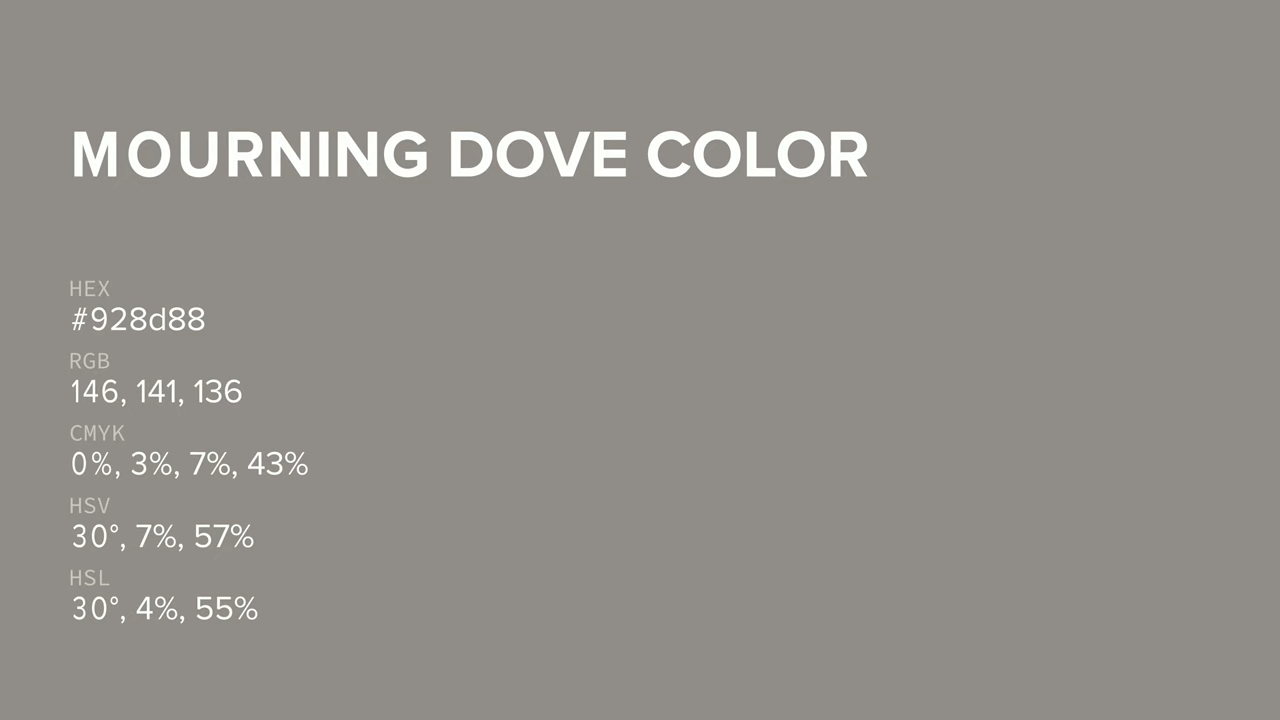 MOURNING DOVE COLOR
HEX
#928d88
RGB
146, 141, 136
CMYK
0%, 3%, 7%, 43%
HSV
30°, 7%, 57%
HSL
30°, 4%, 55%